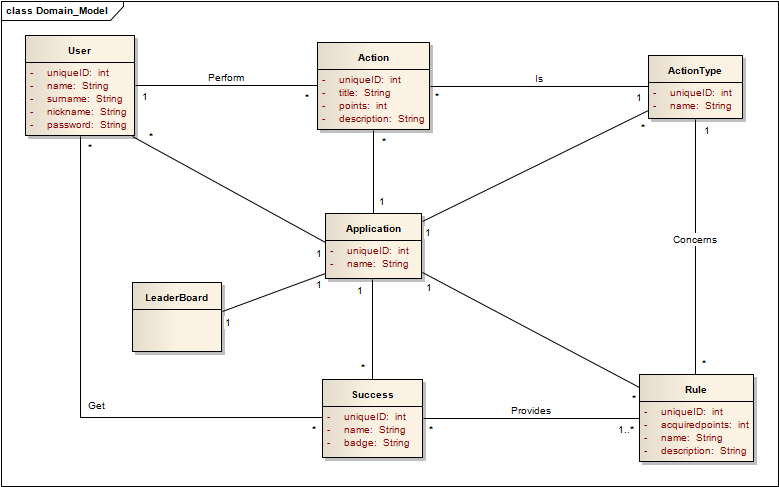 class Domain_Model
User
- uniqueID: int
- name: String
- surname: String
- nickname: String
- password: String
Action
- uniqueID: int
- title: String
- points: int
- description: String
ActionType
- uniqueID: int
- name: String
Perform
1
*
Is
*
1
*
*
*
1
*
1
Application
- uniqueID: int
- name: String
1
1
Concerns
LeaderBoard
1
1
1
1
*
*
*
Success
- uniqueID: int
- name: String
- badge: String
Rule
- uniqueID: int
- acquiredpoints: int
- name: String
- description: String
Get
*
Provides
*
1..*